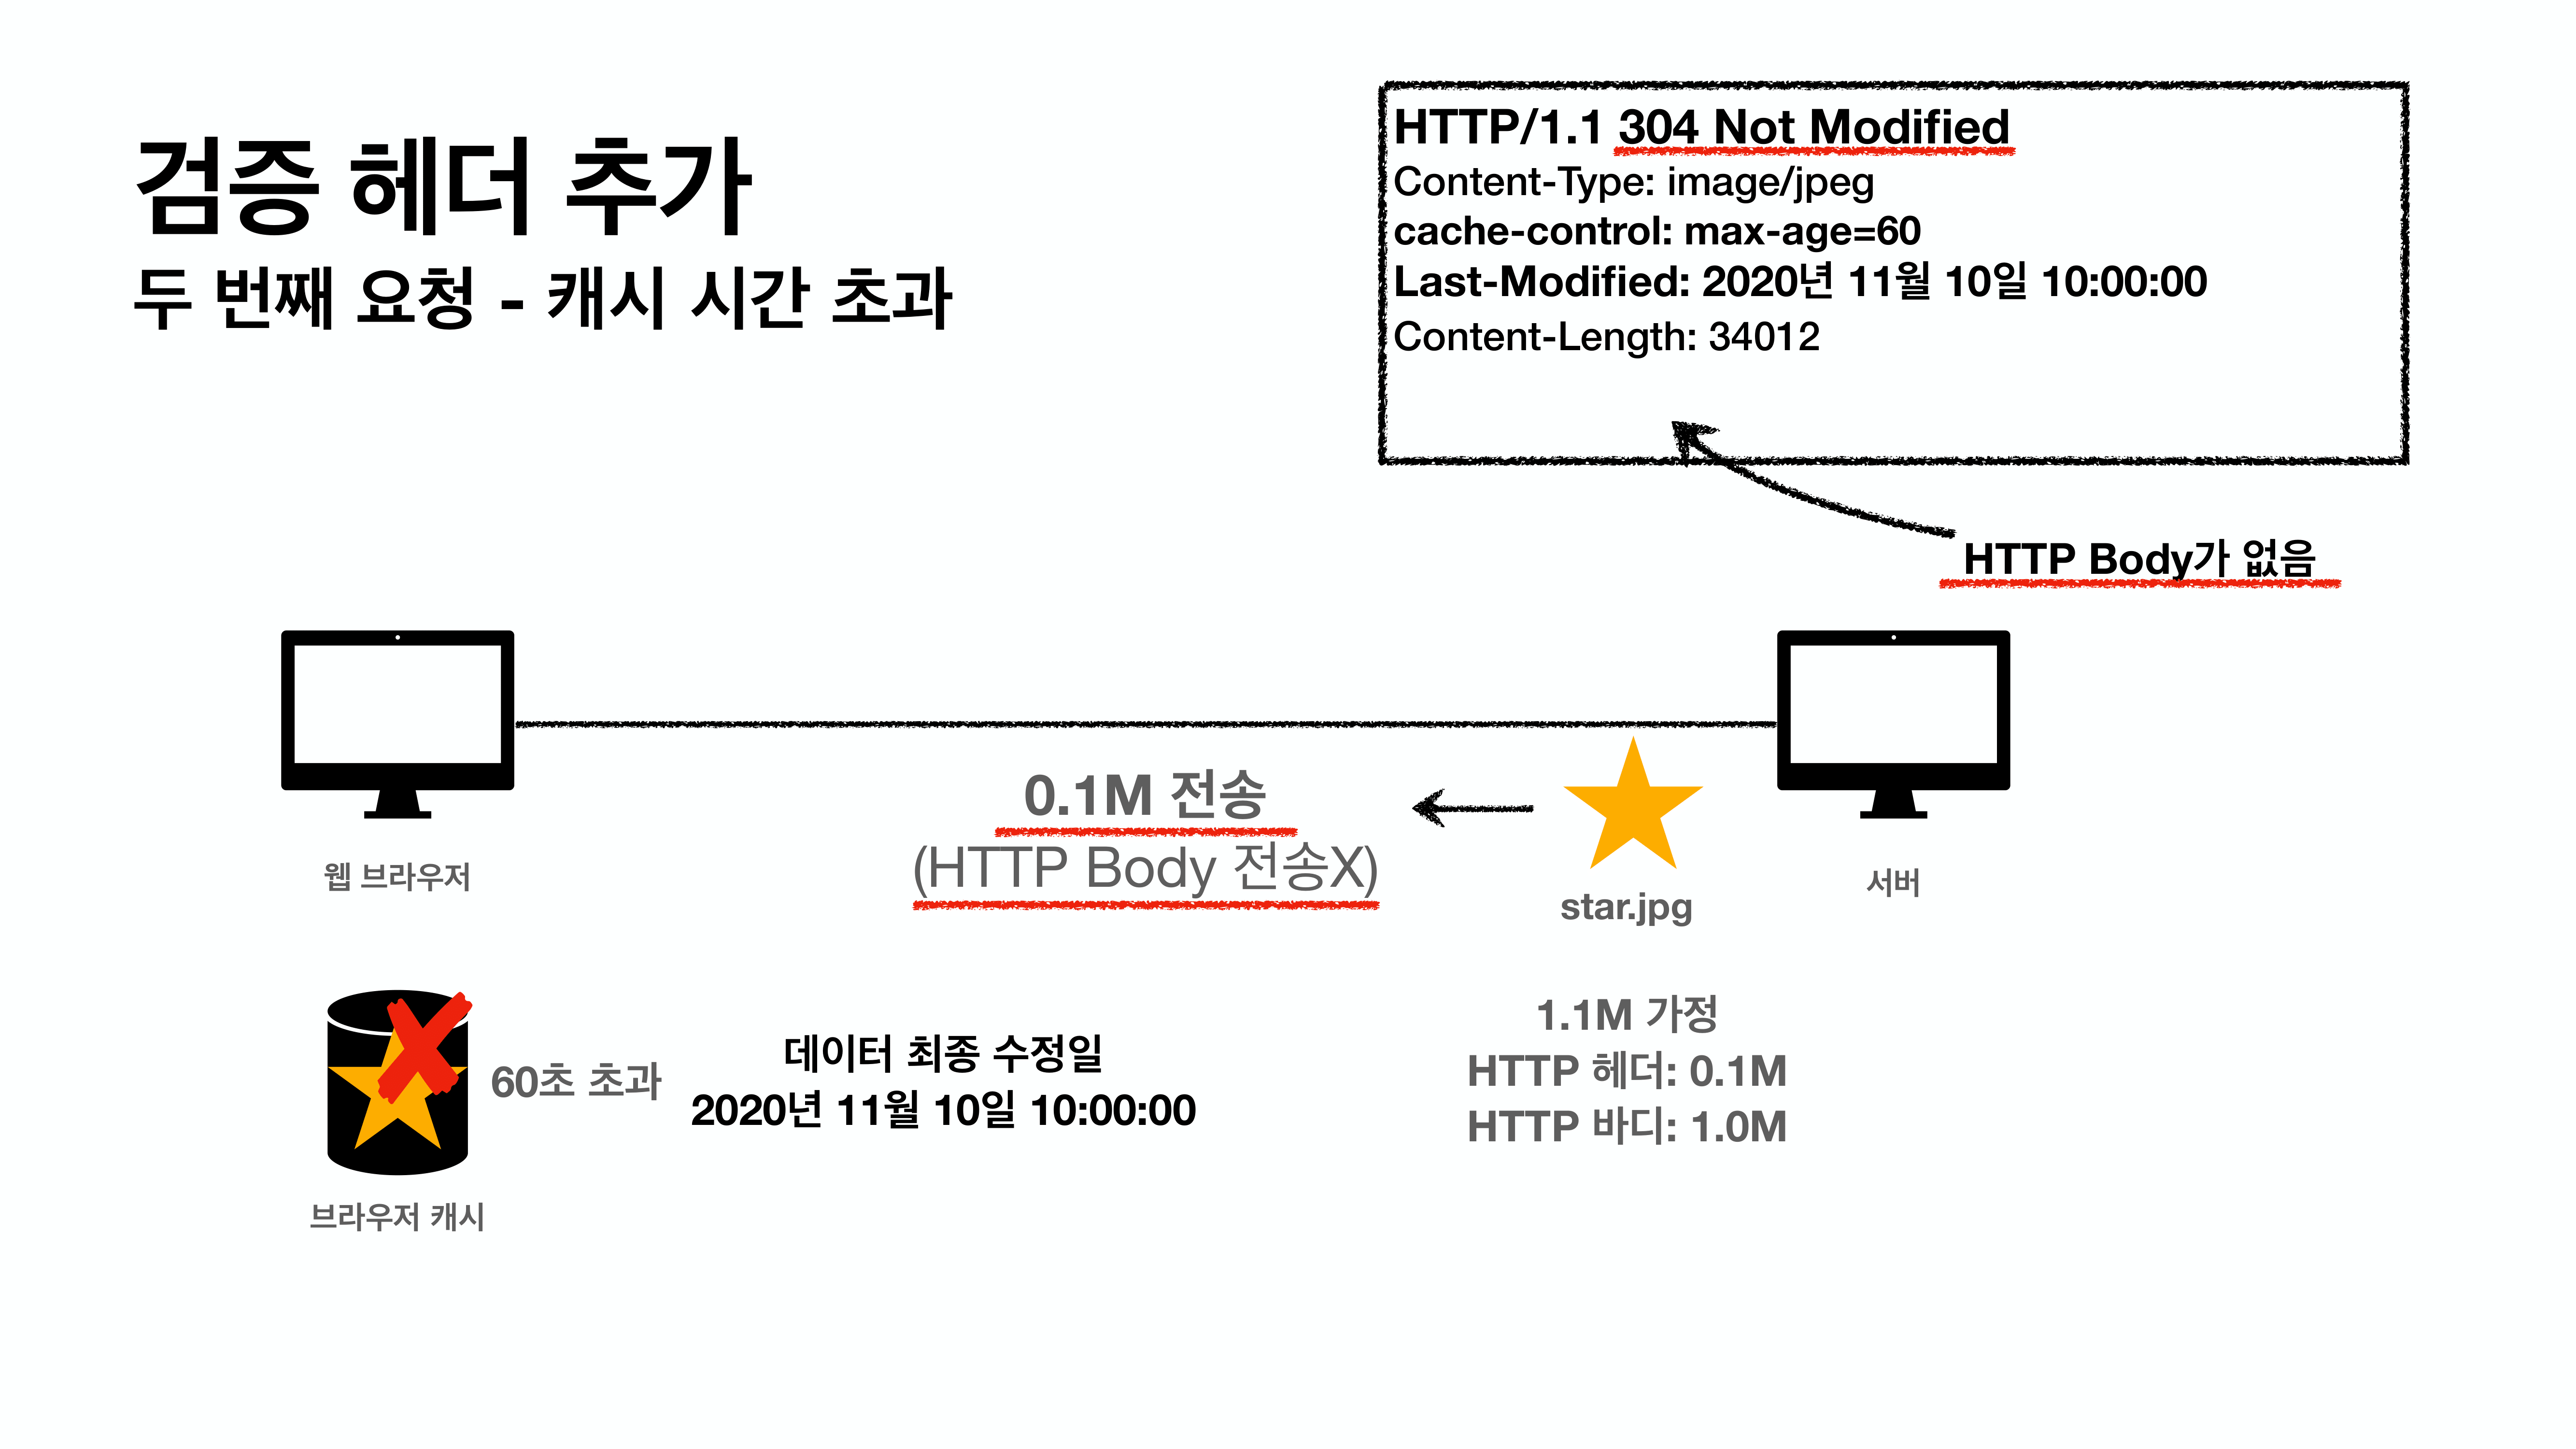 검증 헤더 추가
두 번째 요청 - 캐시 시간 초과
HTTP/1.1 304 Not Modified
Content-Type: image/jpeg
cache-control: max-age=60
Last-Modified: 2020년 11월 10일 10:00:00
Content-Length: 34012
HTTP Body가 없음
0.1M 전송
(HTTP Body 전송X)
웹 브라우저
star.jpg
서버
60초 초과
데이터 최종 수정일
2020년 11월 10일 10:00:00
1.1M 가정
HTTP 헤더: 0.1M
HTTP 바디: 1.0M
브라우저 캐시